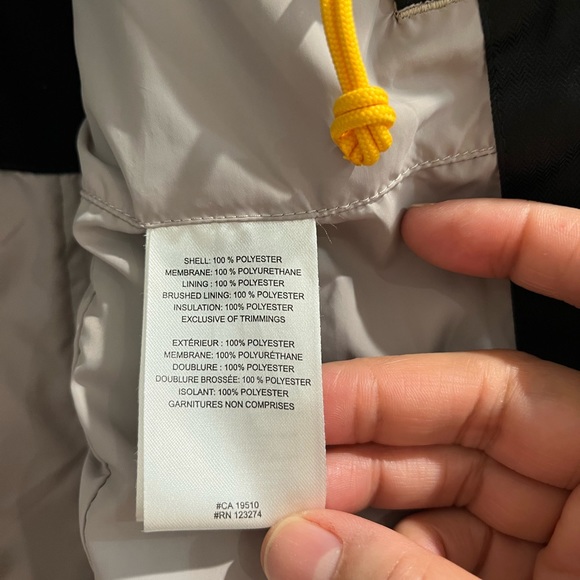 SHELL: 100 % POLYESTER
MEMBRANE: 100 % POLYURETHANE
LINING : 100 % POLYESTER
BRUSHED LINING: 100 % POLYESTER
INSULATION: 100 % POLYESTER
EXCLUSIVE OF TRIMMINGS
EXTÉRIEUR : 100% POLYESTER
MEMBRANE: 100% POLYURÉTHANE
DOUBLURE : 100% POLYESTER
DOUBLURE BROSSÉE: 100 % POLYESTER
ISOLANT: 100% POLYESTER
GARNITURES NON COMPRISES
#CA 19510
#RN 123274